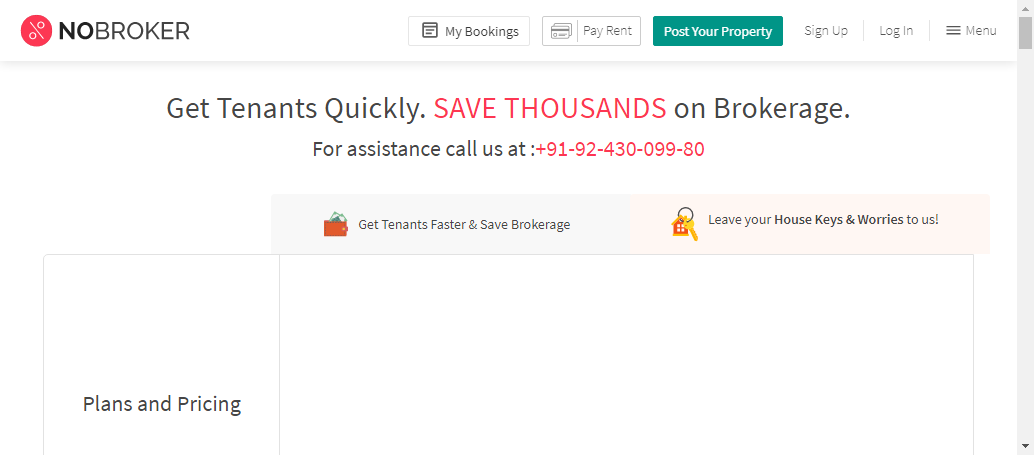 NOBROKER
My Bookings
Pay Rent
Post Your Property
Sign Up
Log In
Menu
Get Tenants Quickly. SAVE THOUSANDS on Brokerage.
For assistance call us at :+91-92-430-099-80
Get Tenants Faster & Save Brokerage
Leave your House Keys & Worries to us!
Plans and Pricing